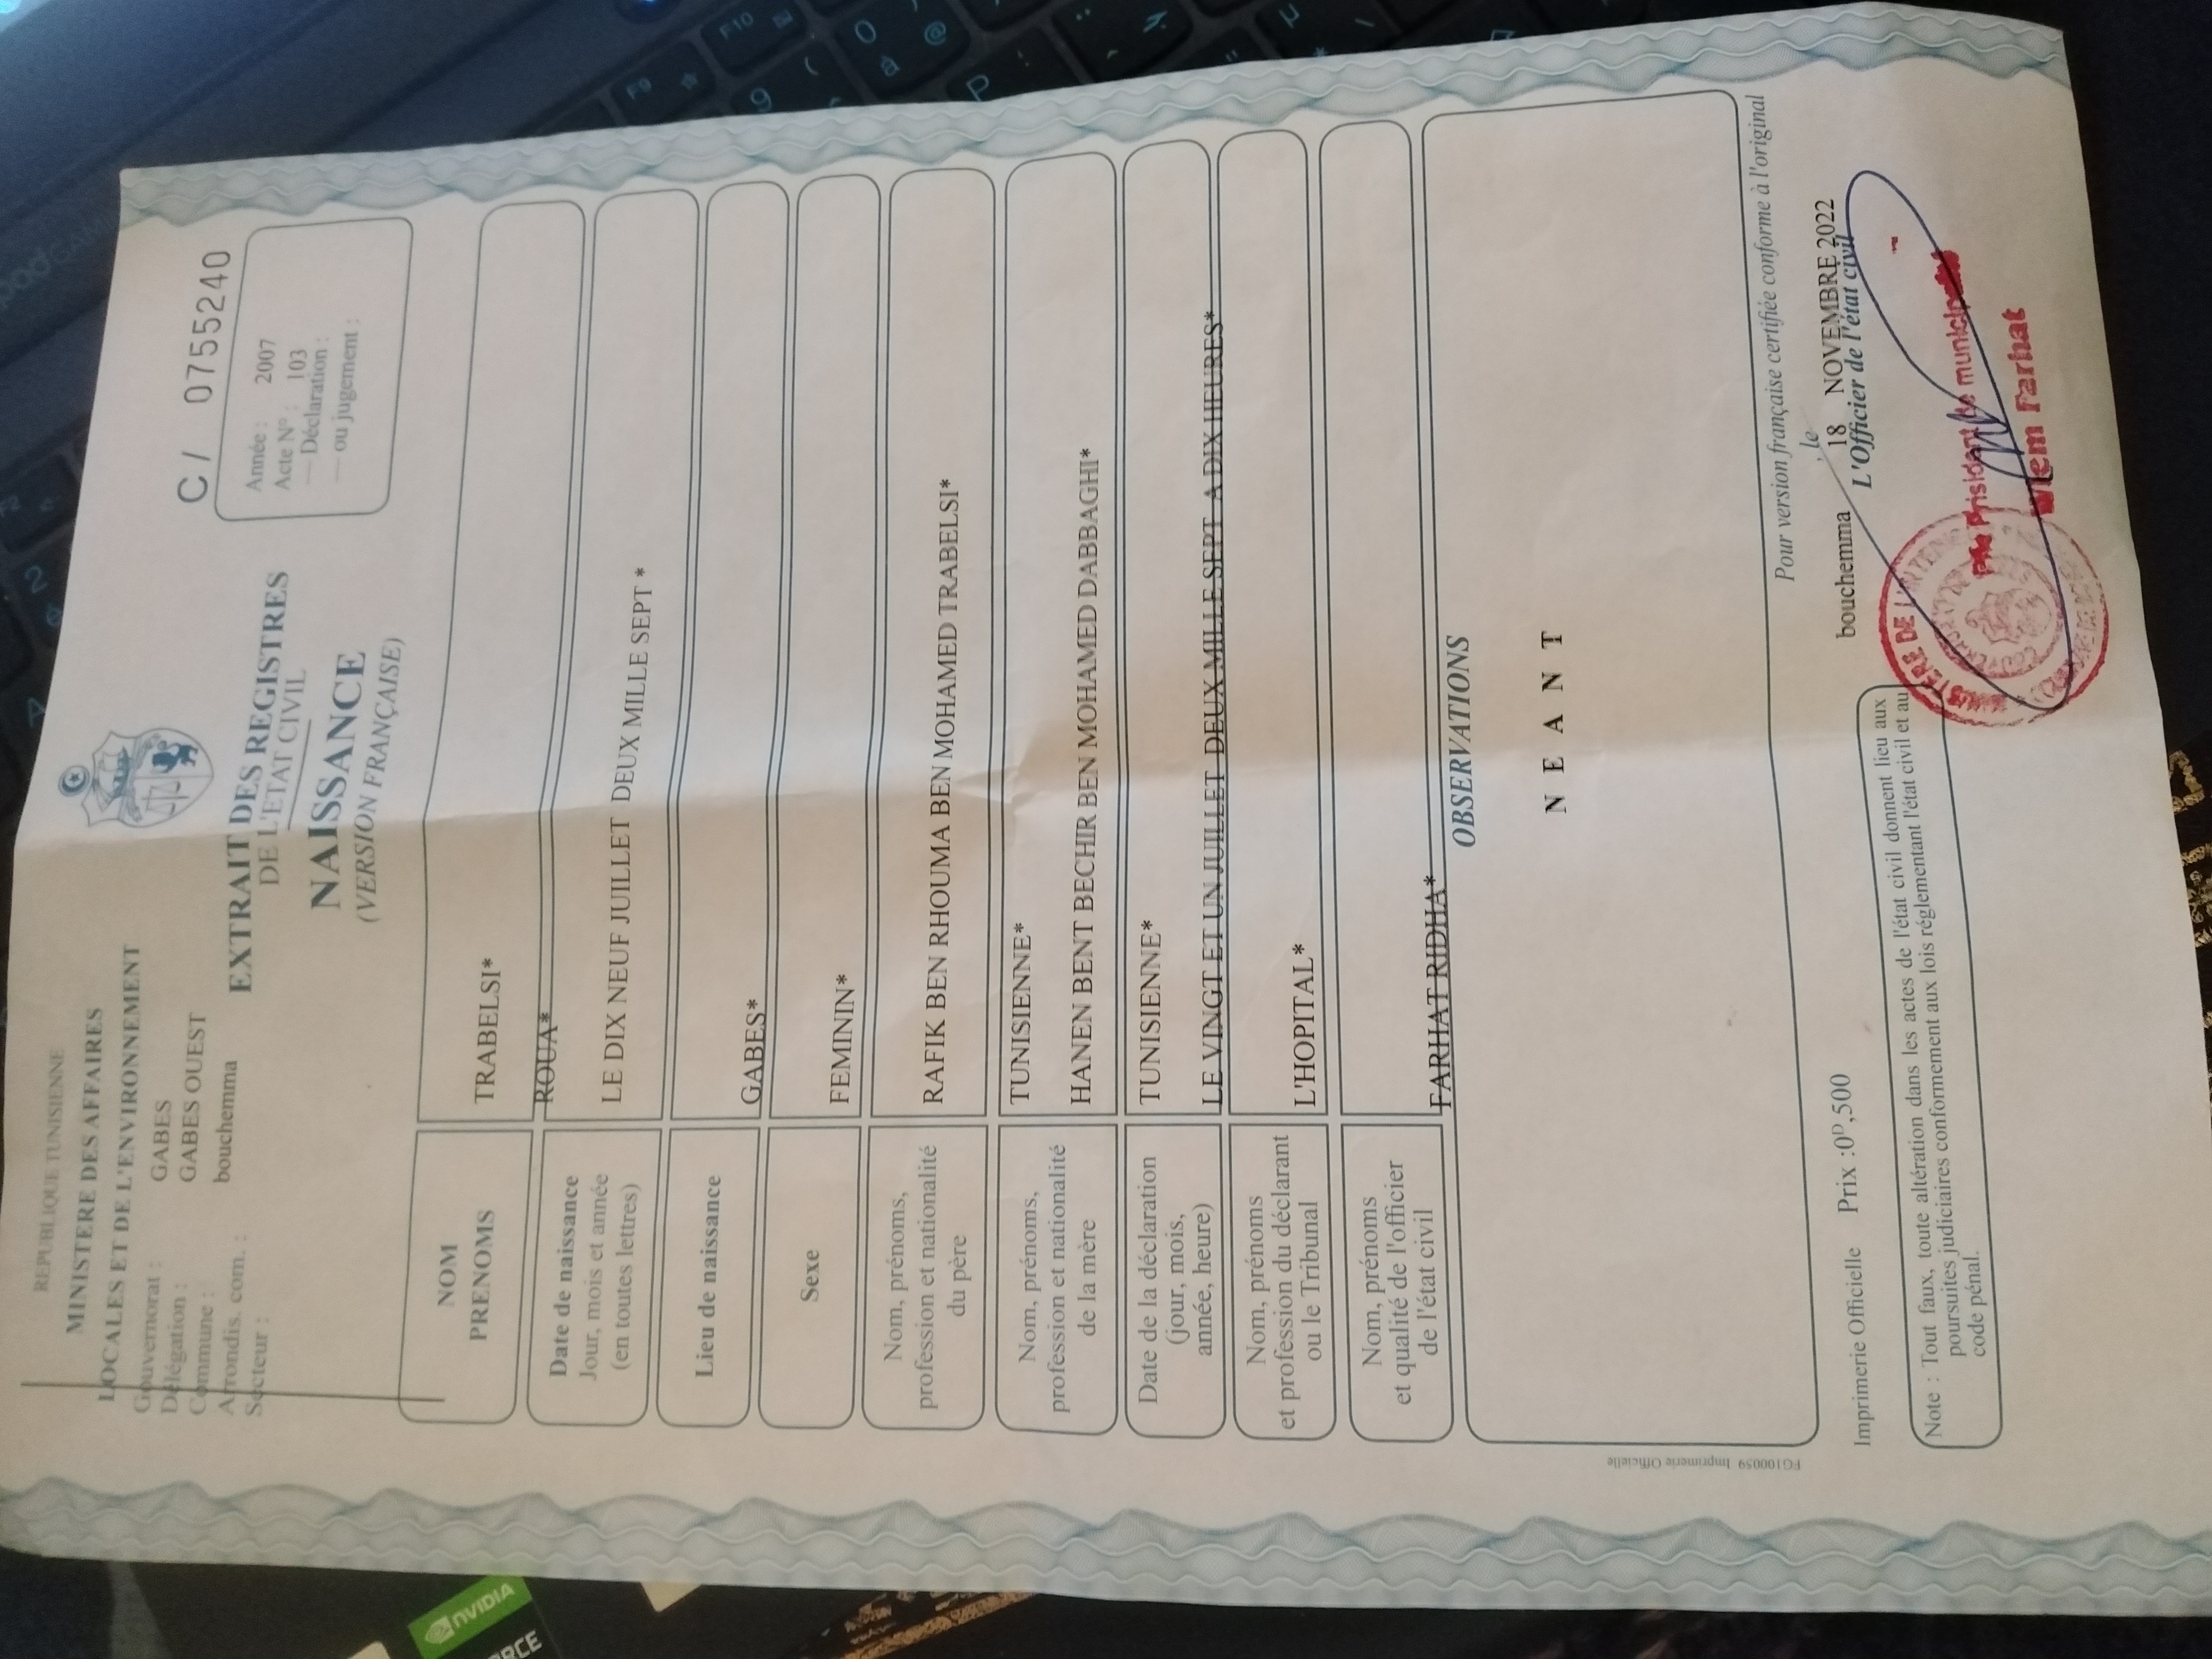 REPUBLIQUE TUNISIENNE
MINISTERE DES AFFAIRES
LOCALES ET DE L'ENVIRONNEMENT
Gouvernorat : GABES
Délégation : GABES OUEST
Commune :
Arrondis. com. : bouchemma
Secteur :
C/ 0755240
Année : 2007
Acte N° : 103
— Déclaration :
— ou jugement :
EXTRAIT DES REGISTRES
DE L'ETAT CIVIL
NAISSANCE
(VERSION FRANÇAISE)
NOM
PRENOMS
TRABELSI*
ROUA*
Date de naissance
Jour, mois et année
(en toutes lettres)
LE DIX NEUF JUILLET DEUX MILLE SEPT *
Lieu de naissance
GABES*
Sexe
FEMININ*
Nom, prénoms,
profession et nationalité
du père
RAFIK BEN RHOUMA BEN MOHAMED TRABELSI*
TUNISIENNE*
Nom, prénoms,
profession et nationalité
de la mère
HANEN BENT BECHIR BEN MOHAMED DABBAGHI*
TUNISIENNE*
Date de la déclaration
(jour, mois,
année, heure)
LE VINGT ET UN JUILLET DEUX MILLE SEPT A DIX HEURES*
Nom, prénoms
et profession du déclarant
ou le Tribunal
L'HOPITAL*
Nom, prénoms
et qualité de l'officier
de l'état civil
FARHAT RIDHA*
OBSERVATIONS
N E A N T
Pour version française certifiée conforme à l'original
bouchemma , le 18 NOVEMBRE 2022
L'Officier de l'état civil
de municipalité
Wiem Farhat
Imprimerie Officielle Prix :0ᴰ,500
Note : Tout faux, toute altération dans les actes de l'état civil donnent lieu aux
poursuites judiciaires conformement aux lois réglementant l'état civil et au
code pénal.
FG100059 Imprimerie Officielle
NVIDIA
F9
F10
P